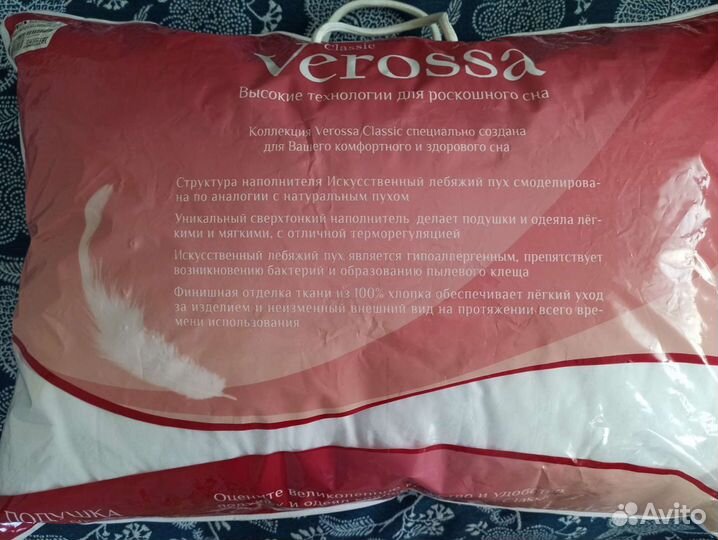 Classic
Verossa
Высокие технологии для роскошного сна
Коллекция Verossa Classic специально создана
для Вашего комфортного и здорового сна
Структура наполнителя Искусственный лебяжий пух смоделирова-
на по аналогии с натуральным пухом
Уникальный сверхтонкий наполнитель делает подушки и одеяла лёг-
кими и мягкими, с отличной терморегуляцией
Искусственный лебяжий пух является гипоаллергенным, препятствует
возникновению бактерий и образованию пылевого клеща
Финишная отделка ткани из 100% хлопка обеспечивает лёгкий уход
за изделием и неизменный внешний вид на протяжении всего вре-
мени использования
Оцените
и
и
ПОДУШКА
Avito